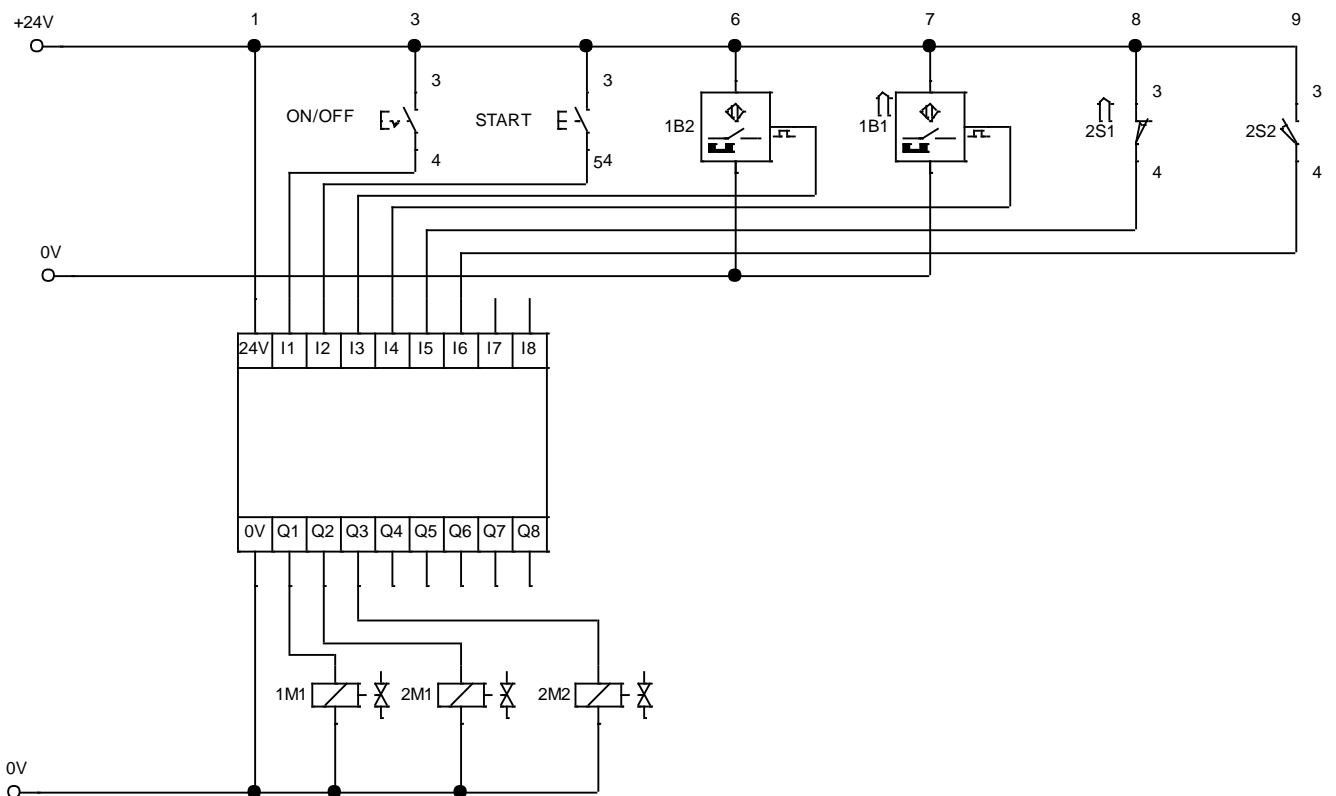 +24V 1 3 6 7 8 9
3 3 3 3
ON/OFF START 1B2 1B1 2S1 2S2
4 54 4 4
0V
24V I1 I2 I3 I4 I5 I6 I7 I8
0V Q1 Q2 Q3 Q4 Q5 Q6 Q7 Q8
1M1 2M1 2M2
0V